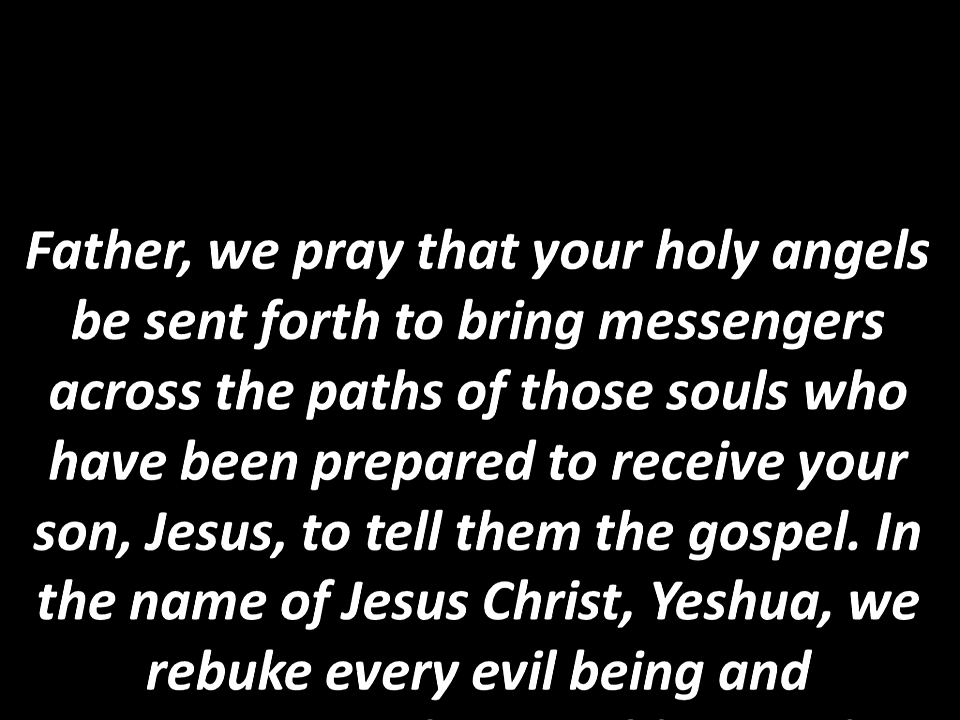 Father, we pray that your holy angels
be sent forth to bring messengers
across the paths of those souls who
have been prepared to receive your
son, Jesus, to tell them the gospel. In
the name of Jesus Christ, Yeshua, we
rebuke every evil being and